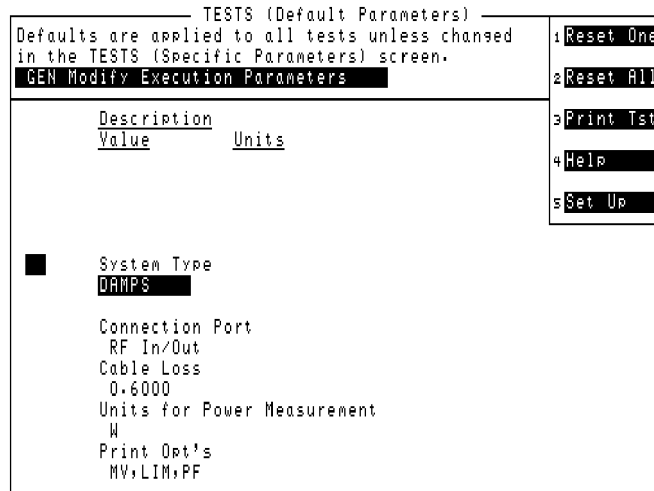 TESTS (Default Parameters)
Defaults are applied to all tests unless changed
in the TESTS (Specific Parameters) screen.
GEN Modify Execution Parameters
1 Reset One
2 Reset All
3 Print Tst
4 Help
5 Set Up
Description
Value Units
System Type
DAMPS
Connection Port
RF In/Out
Cable Loss
0.6000
Units for Power Measurement
W
Print Opt's
MV,LIM,PF